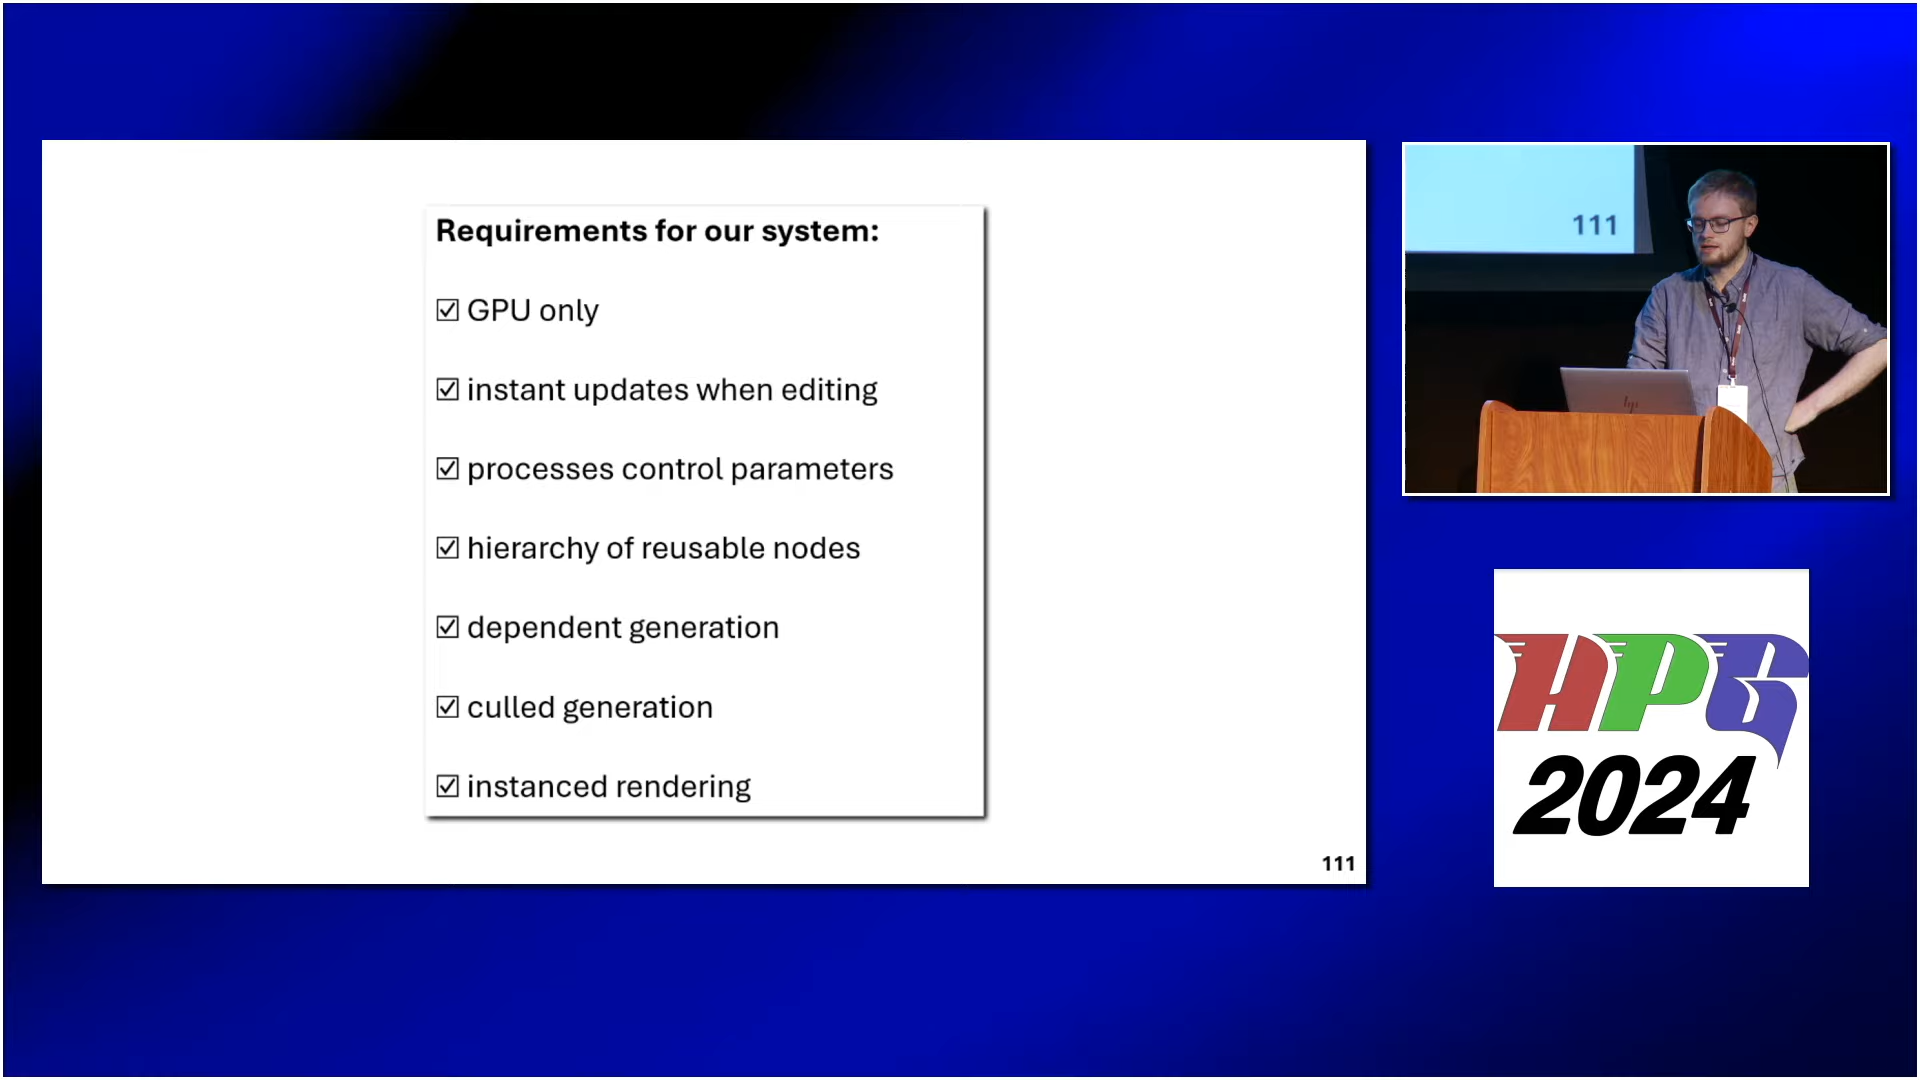 Requirements for our system:
☑ GPU only
☑ instant updates when editing
☑ processes control parameters
☑ hierarchy of reusable nodes
☑ dependent generation
☑ culled generation
☑ instanced rendering
111
111
hp
HPG
2024